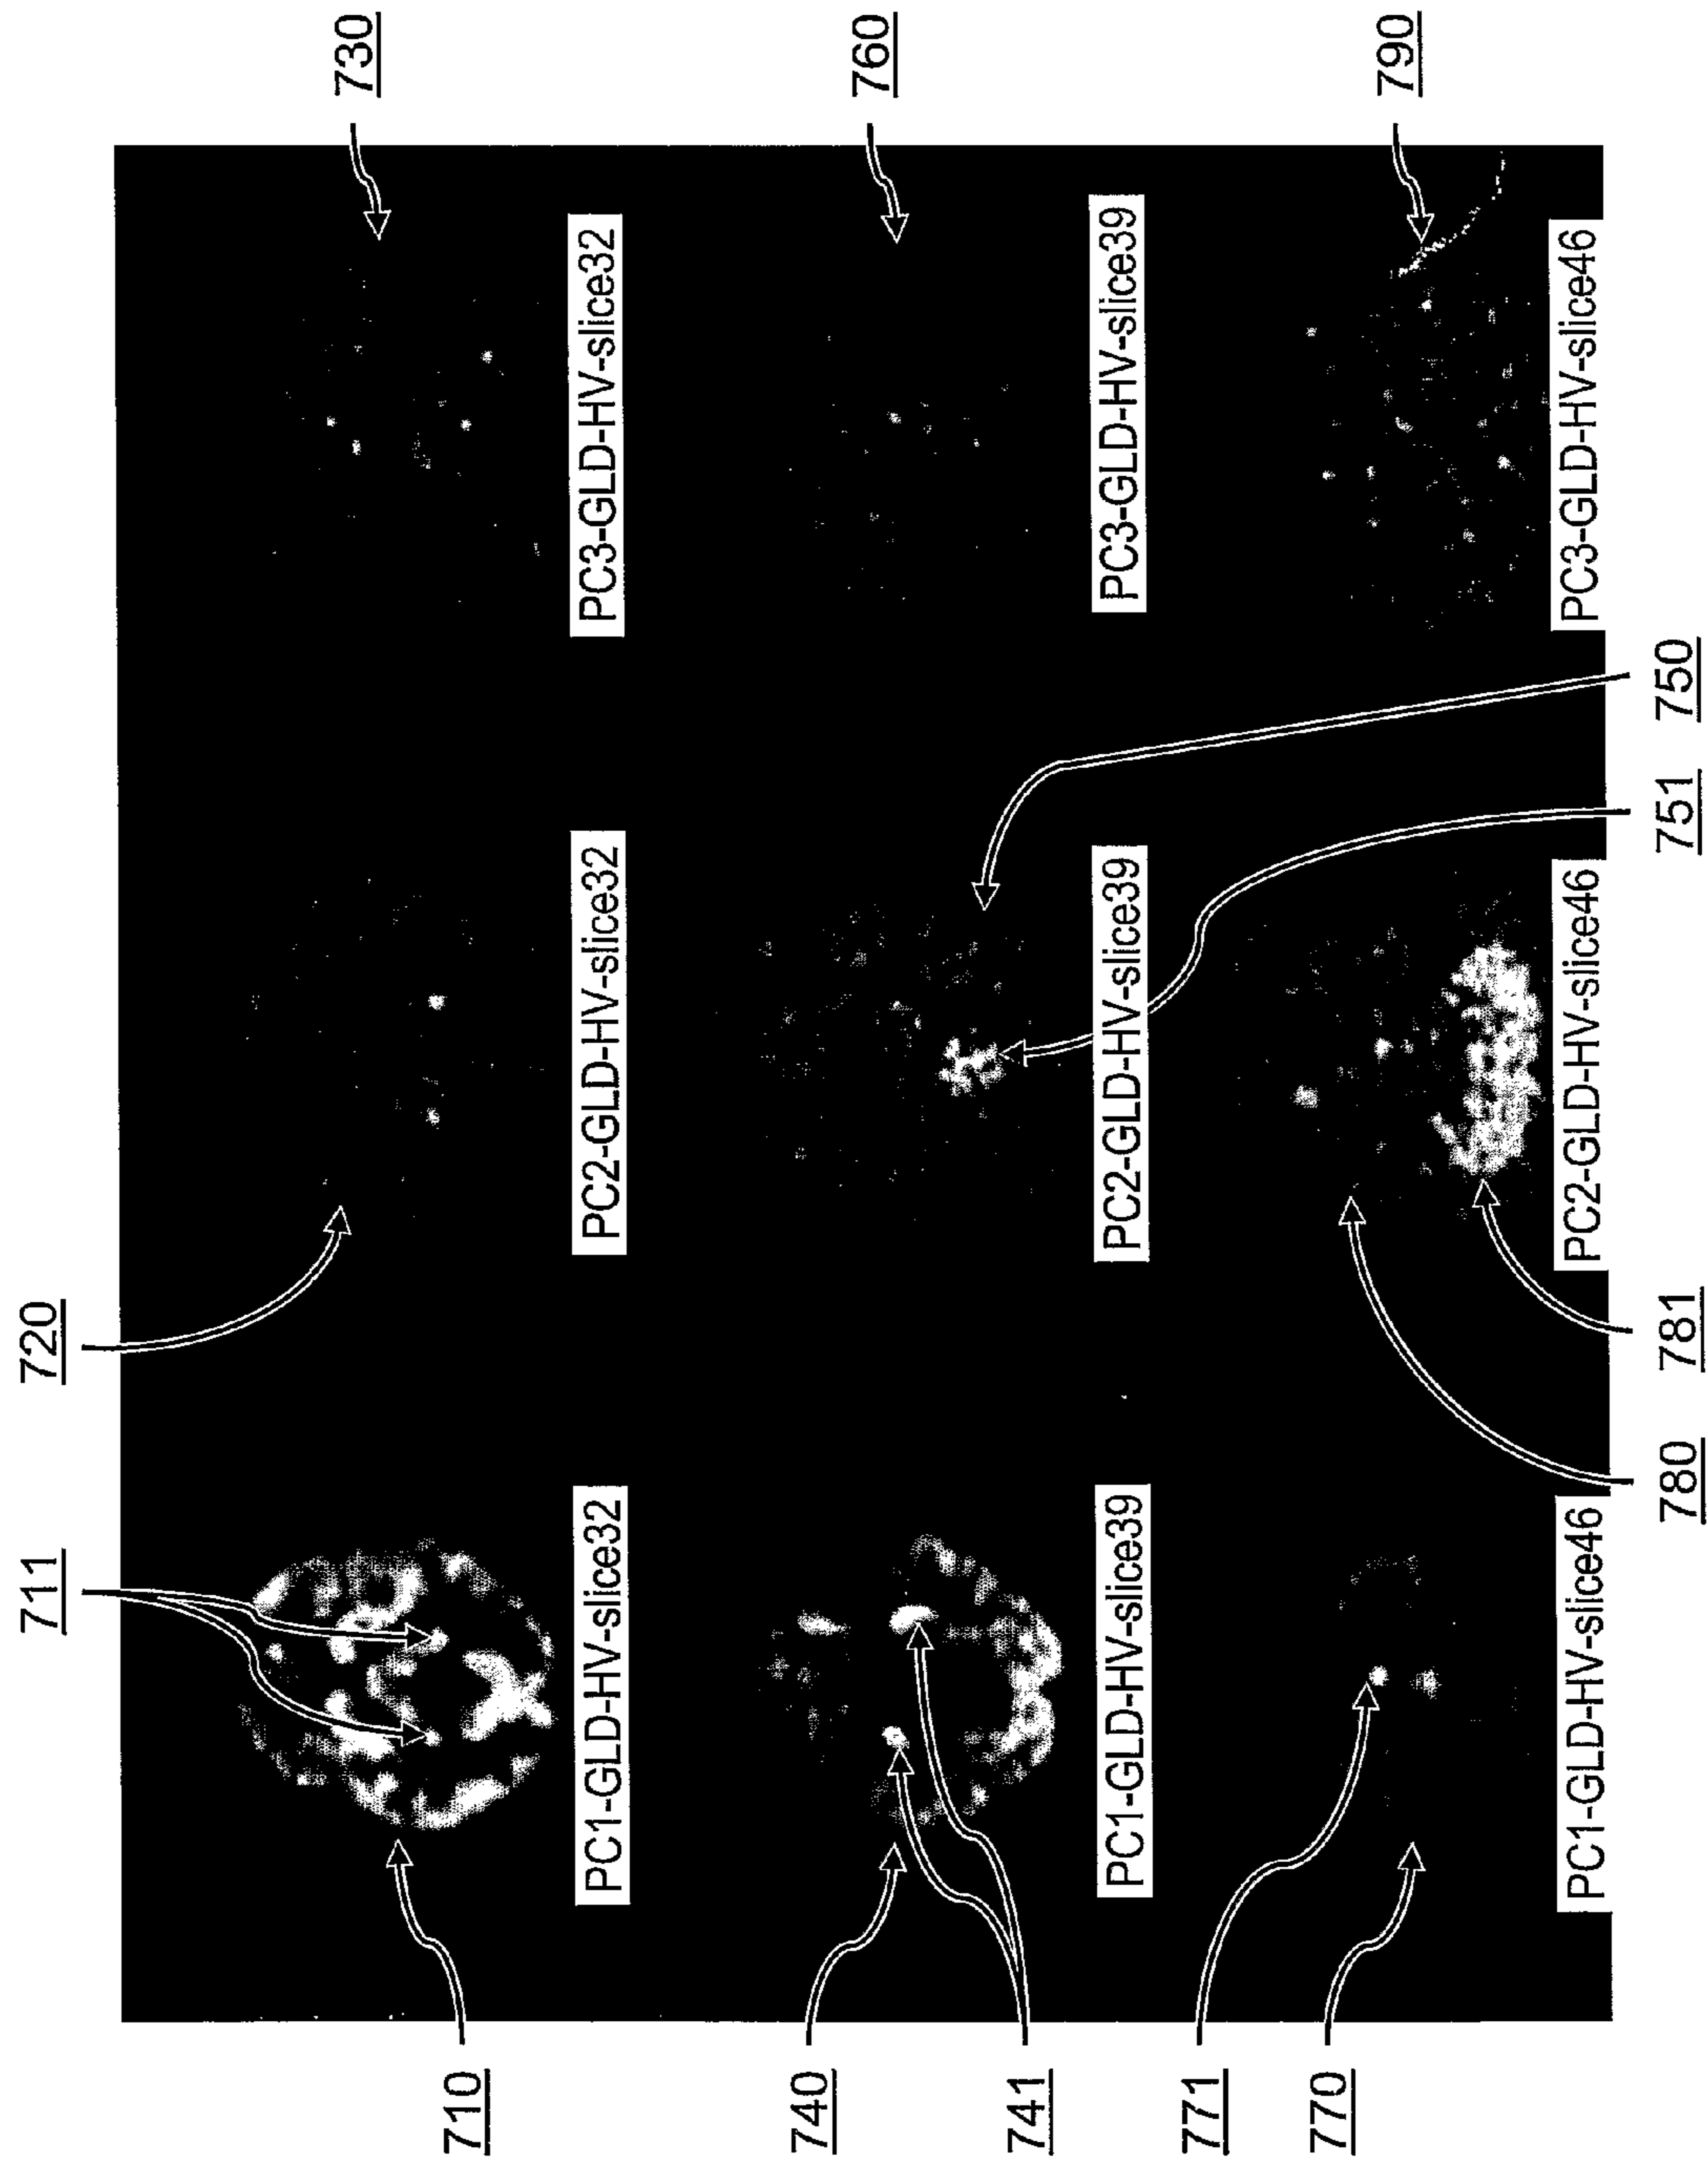 711
720
730
710
PC1-GLD-HV-slice32
PC2-GLD-HV-slice32
PC3-GLD-HV-slice32
740
760
741
PC1-GLD-HV-slice39
PC2-GLD-HV-slice39
PC3-GLD-HV-slice39
771
770
790
PC1-GLD-HV-slice46
PC2-GLD-HV-slice46
PC3-GLD-HV-slice46
780
781
751
750